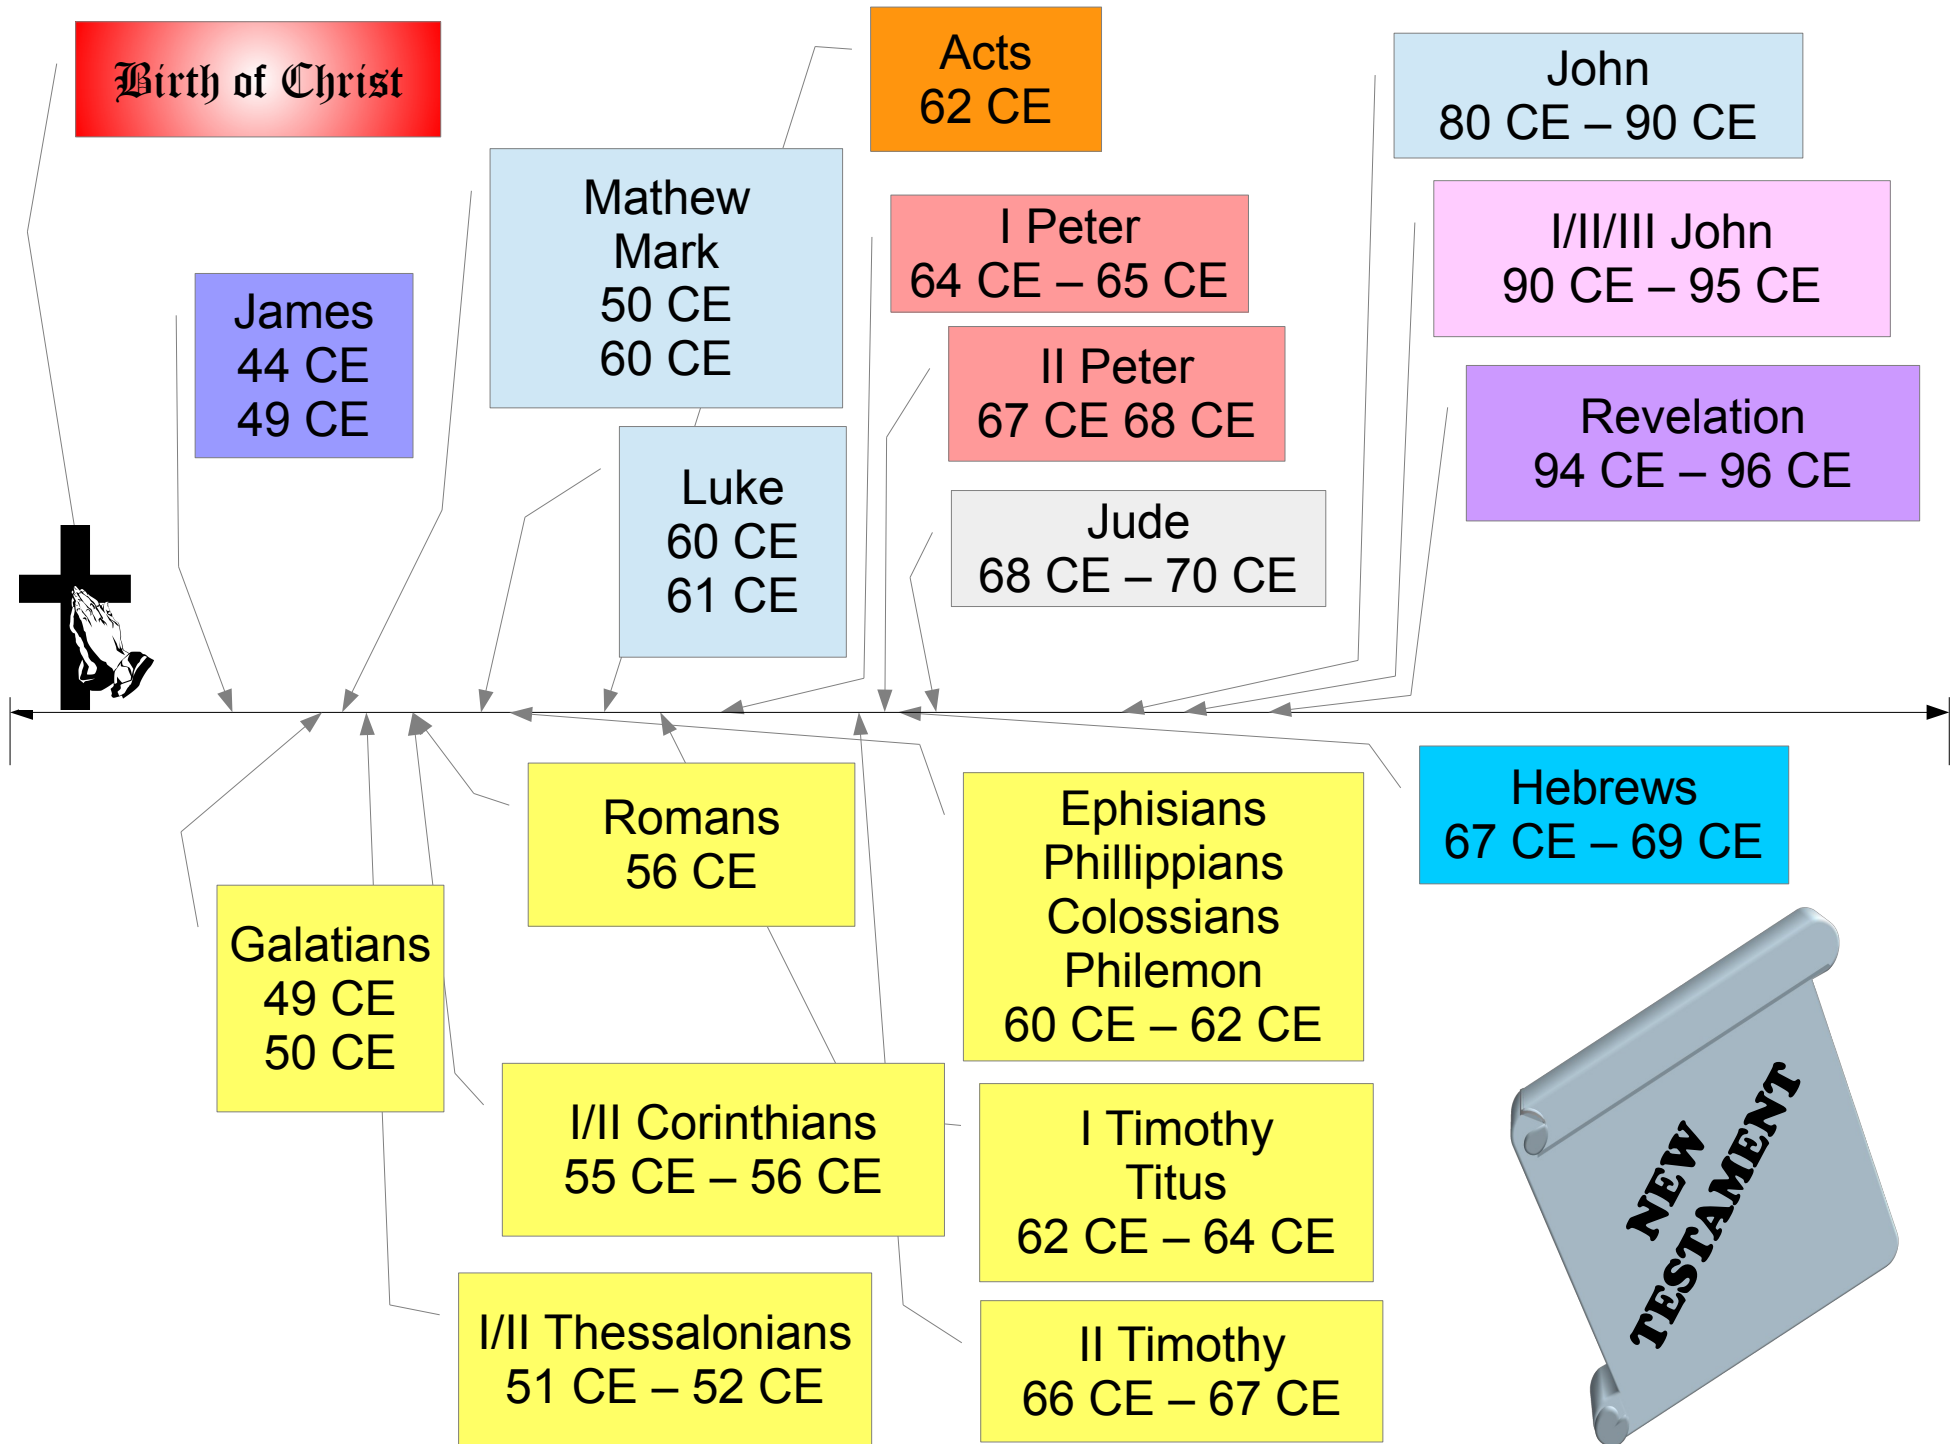 Birth of Christ
Acts
62 CE
John
80 CE – 90 CE
Mathew
Mark
50 CE
60 CE
I Peter
64 CE – 65 CE
I/II/III John
90 CE – 95 CE
James
44 CE
49 CE
II Peter
67 CE 68 CE
Revelation
94 CE – 96 CE
Luke
60 CE
61 CE
Jude
68 CE – 70 CE
Romans
56 CE
Ephisians
Phillippians
Colossians
Philemon
60 CE – 62 CE
Hebrews
67 CE – 69 CE
Galatians
49 CE
50 CE
I/II Corinthians
55 CE – 56 CE
I Timothy
Titus
62 CE – 64 CE
I/II Thessalonians
51 CE – 52 CE
II Timothy
66 CE – 67 CE
NEW
TESTAMENT